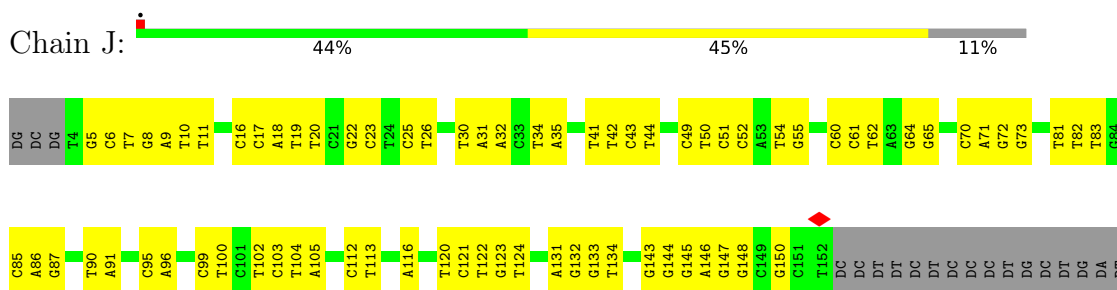 Chain J:
44% 45% 11%
DG DC DG T4 G5 C6 T7 G8 A9 T10 T11 C16 C17 A18 T19 T20 C21 G22 C23 T24 C25 T26 T30 A31 A32 C33 T34 A35 T41 T42 C43 T44 C49 T50 C51 C52 A53 T54 G55 C60 C61 T62 A63 G64 G65 C70 A71 G72 G73 T81 T82 T83 G84
C85 A86 G87 T90 A91 C95 A96 C99 T100 C101 T102 C103 T104 A105 C112 T113 A116 T120 C121 T122 G123 T124 A131 G132 G133 T134 G143 G144 G145 A146 G147 G148 C149 G150 C151 T152 DC DC DT DT DC DT DC DC DC DT DG DC DT DG DA DT